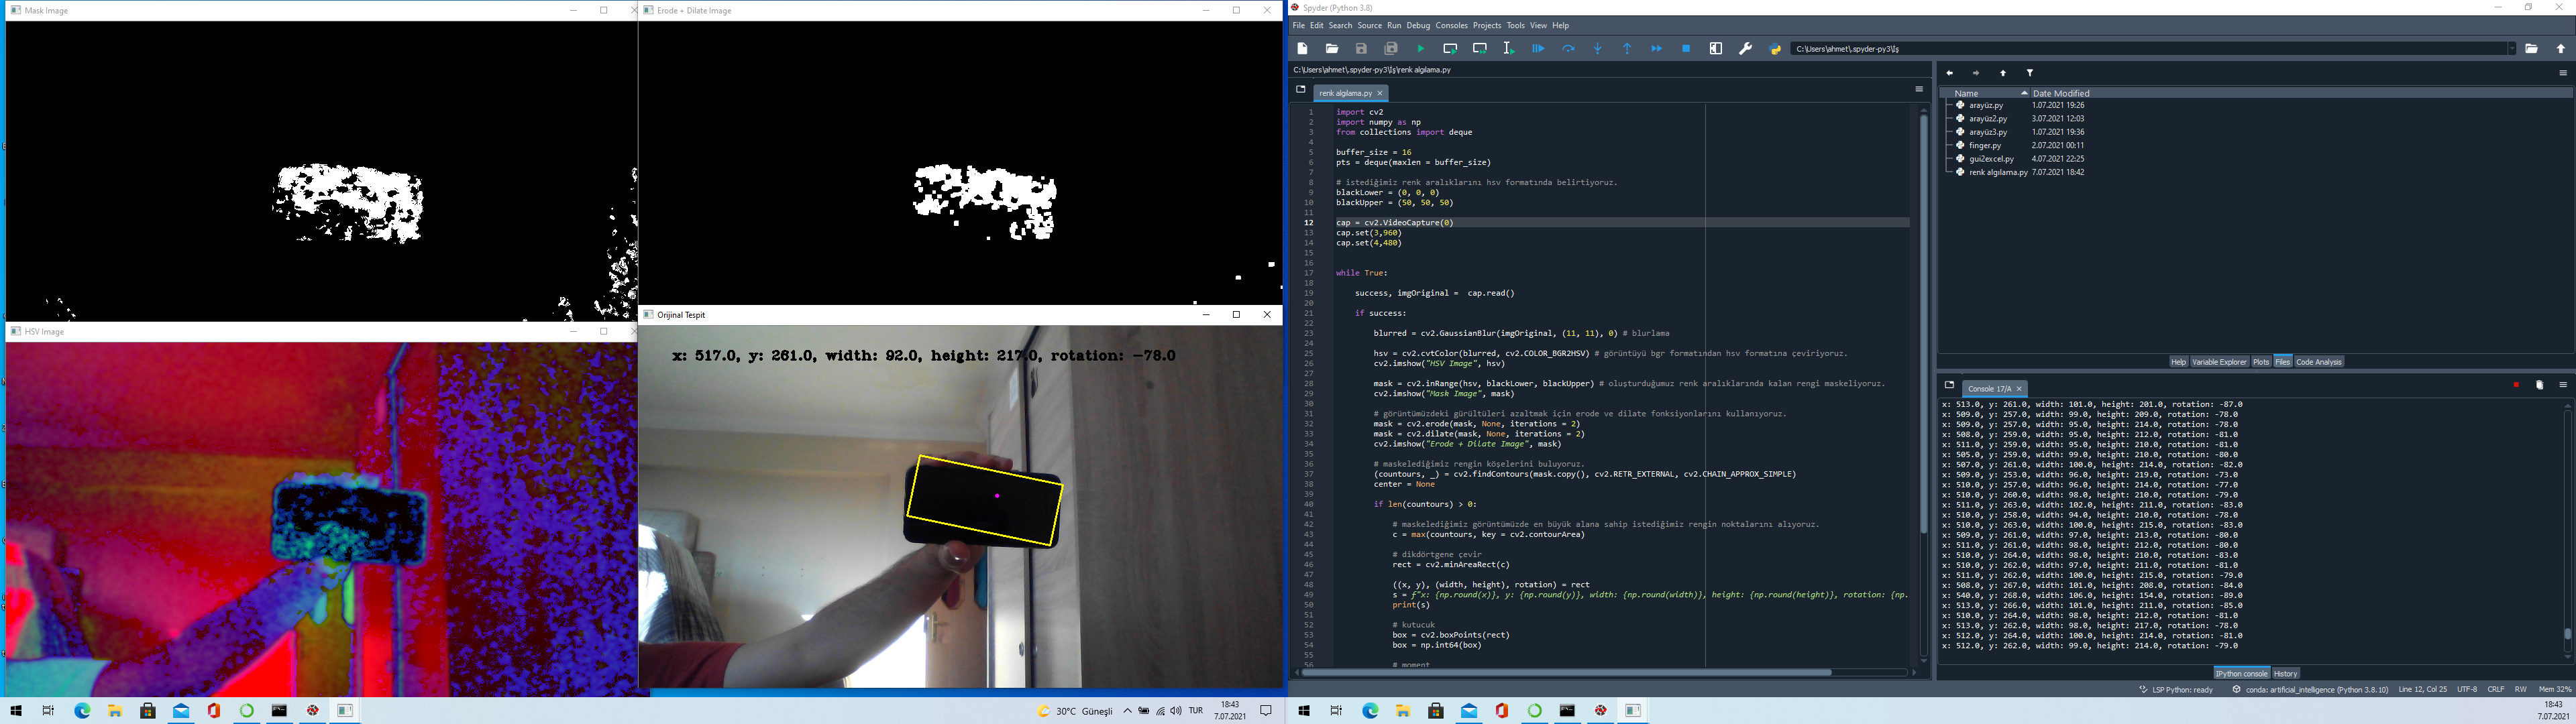 Mask Image
Erode + Dilate Image
HSV Image
Orijinal Tespit
x: 517.0, y: 261.0, width: 92.0, height: 217.0, rotation: -78.0
Spyder (Python 3.8)
File Edit Search Source Run Debug Consoles Projects Tools View Help
C:\Users\ahmet\.spyder-py3\İş
C:\Users\ahmet\.spyder-py3\İş\renk algılama.py
renk algılama.py
1 import cv2
2 import numpy as np
3 from collections import deque
4
5 buffer_size = 16
6 pts = deque(maxlen = buffer_size)
7
8 # istediğimiz renk aralıklarını hsv formatında belirtiyoruz.
9 blackLower = (0, 0, 0)
10 blackUpper = (50, 50, 50)
11
12 cap = cv2.VideoCapture(0)
13 cap.set(3,960)
14 cap.set(4,480)
15
16
17 while True:
18
19 success, imgOriginal = cap.read()
20
21 if success:
22
23 blurred = cv2.GaussianBlur(imgOriginal, (11, 11), 0) # blurlama
24
25 hsv = cv2.cvtColor(blurred, cv2.COLOR_BGR2HSV) # görüntüyü bgr formatından hsv formatına çeviriyoruz.
26 cv2.imshow("HSV Image", hsv)
27
28 mask = cv2.inRange(hsv, blackLower, blackUpper) # oluşturduğumuz renk aralıklarında kalan rengi maskeliyoruz.
29 cv2.imshow("Mask Image", mask)
30
31 # görüntümüzdeki gürültüleri azaltmak için erode ve dilate fonksiyonlarını kullanıyoruz.
32 mask = cv2.erode(mask, None, iterations = 2)
33 mask = cv2.dilate(mask, None, iterations = 2)
34 cv2.imshow("Erode + Dilate Image", mask)
35
36 # maskelediğimiz rengin köşelerini buluyoruz.
37 (countours, _) = cv2.findContours(mask.copy(), cv2.RETR_EXTERNAL, cv2.CHAIN_APPROX_SIMPLE)
38 center = None
39
40 if len(countours) > 0:
41
42 # maskelediğimiz görüntümüzde en büyük alana sahip istediğimiz rengin noktalarını alıyoruz.
43 c = max(countours, key = cv2.contourArea)
44
45 # dikdörtgene çevir
46 rect = cv2.minAreaRect(c)
47
48 ((x, y), (width, height), rotation) = rect
49 s = f"x: {np.round(x)}, y: {np.round(y)}, width: {np.round(width)}, height: {np.round(height)}, rotation: {np.
50 print(s)
51
52 # kutucuk
53 box = cv2.boxPoints(rect)
54 box = np.int64(box)
55
56 # moment
Name Date Modified
arayüz.py 1.07.2021 19:26
arayüz2.py 3.07.2021 12:03
arayüz3.py 1.07.2021 19:36
finger.py 2.07.2021 00:11
gui2excel.py 4.07.2021 22:25
renk algılama.py 7.07.2021 18:42
Help Variable Explorer Plots Files Code Analysis
Console 17/A
x: 513.0, y: 261.0, width: 101.0, height: 201.0, rotation: -87.0
x: 509.0, y: 257.0, width: 99.0, height: 209.0, rotation: -78.0
x: 509.0, y: 257.0, width: 95.0, height: 214.0, rotation: -78.0
x: 508.0, y: 259.0, width: 95.0, height: 212.0, rotation: -81.0
x: 511.0, y: 259.0, width: 95.0, height: 210.0, rotation: -81.0
x: 505.0, y: 259.0, width: 99.0, height: 210.0, rotation: -80.0
x: 507.0, y: 261.0, width: 100.0, height: 214.0, rotation: -82.0
x: 509.0, y: 253.0, width: 96.0, height: 219.0, rotation: -73.0
x: 510.0, y: 257.0, width: 96.0, height: 214.0, rotation: -77.0
x: 510.0, y: 260.0, width: 98.0, height: 210.0, rotation: -79.0
x: 511.0, y: 263.0, width: 102.0, height: 211.0, rotation: -83.0
x: 510.0, y: 258.0, width: 94.0, height: 210.0, rotation: -78.0
x: 510.0, y: 263.0, width: 100.0, height: 215.0, rotation: -83.0
x: 509.0, y: 261.0, width: 97.0, height: 213.0, rotation: -80.0
x: 511.0, y: 261.0, width: 98.0, height: 212.0, rotation: -80.0
x: 510.0, y: 264.0, width: 98.0, height: 210.0, rotation: -83.0
x: 510.0, y: 262.0, width: 97.0, height: 211.0, rotation: -81.0
x: 511.0, y: 262.0, width: 100.0, height: 215.0, rotation: -79.0
x: 508.0, y: 267.0, width: 101.0, height: 208.0, rotation: -84.0
x: 540.0, y: 268.0, width: 106.0, height: 154.0, rotation: -89.0
x: 513.0, y: 266.0, width: 101.0, height: 211.0, rotation: -85.0
x: 510.0, y: 264.0, width: 98.0, height: 212.0, rotation: -81.0
x: 513.0, y: 262.0, width: 98.0, height: 217.0, rotation: -78.0
x: 512.0, y: 264.0, width: 100.0, height: 214.0, rotation: -81.0
x: 512.0, y: 262.0, width: 99.0, height: 214.0, rotation: -79.0
IPython console History
LSP Python: ready conda: artificial_intelligence (Python 3.8.10) Line 12, Col 25 UTF-8 CRLF RW Mem 32%
30°C Güneşli TUR 18:43 7.07.2021
18:43
7.07.2021